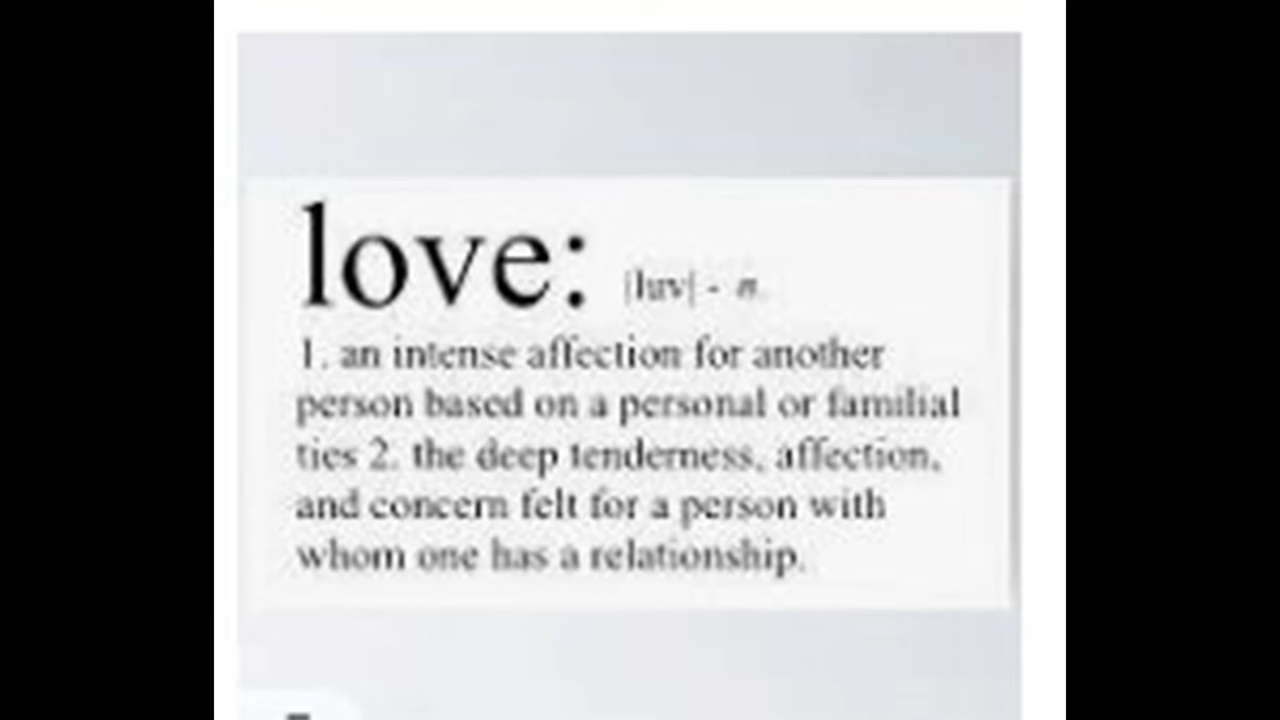 love: |luv| - n.
1. an intense affection for another
person based on a personal or familial
ties 2. the deep tenderness, affection,
and concern felt for a person with
whom one has a relationship.